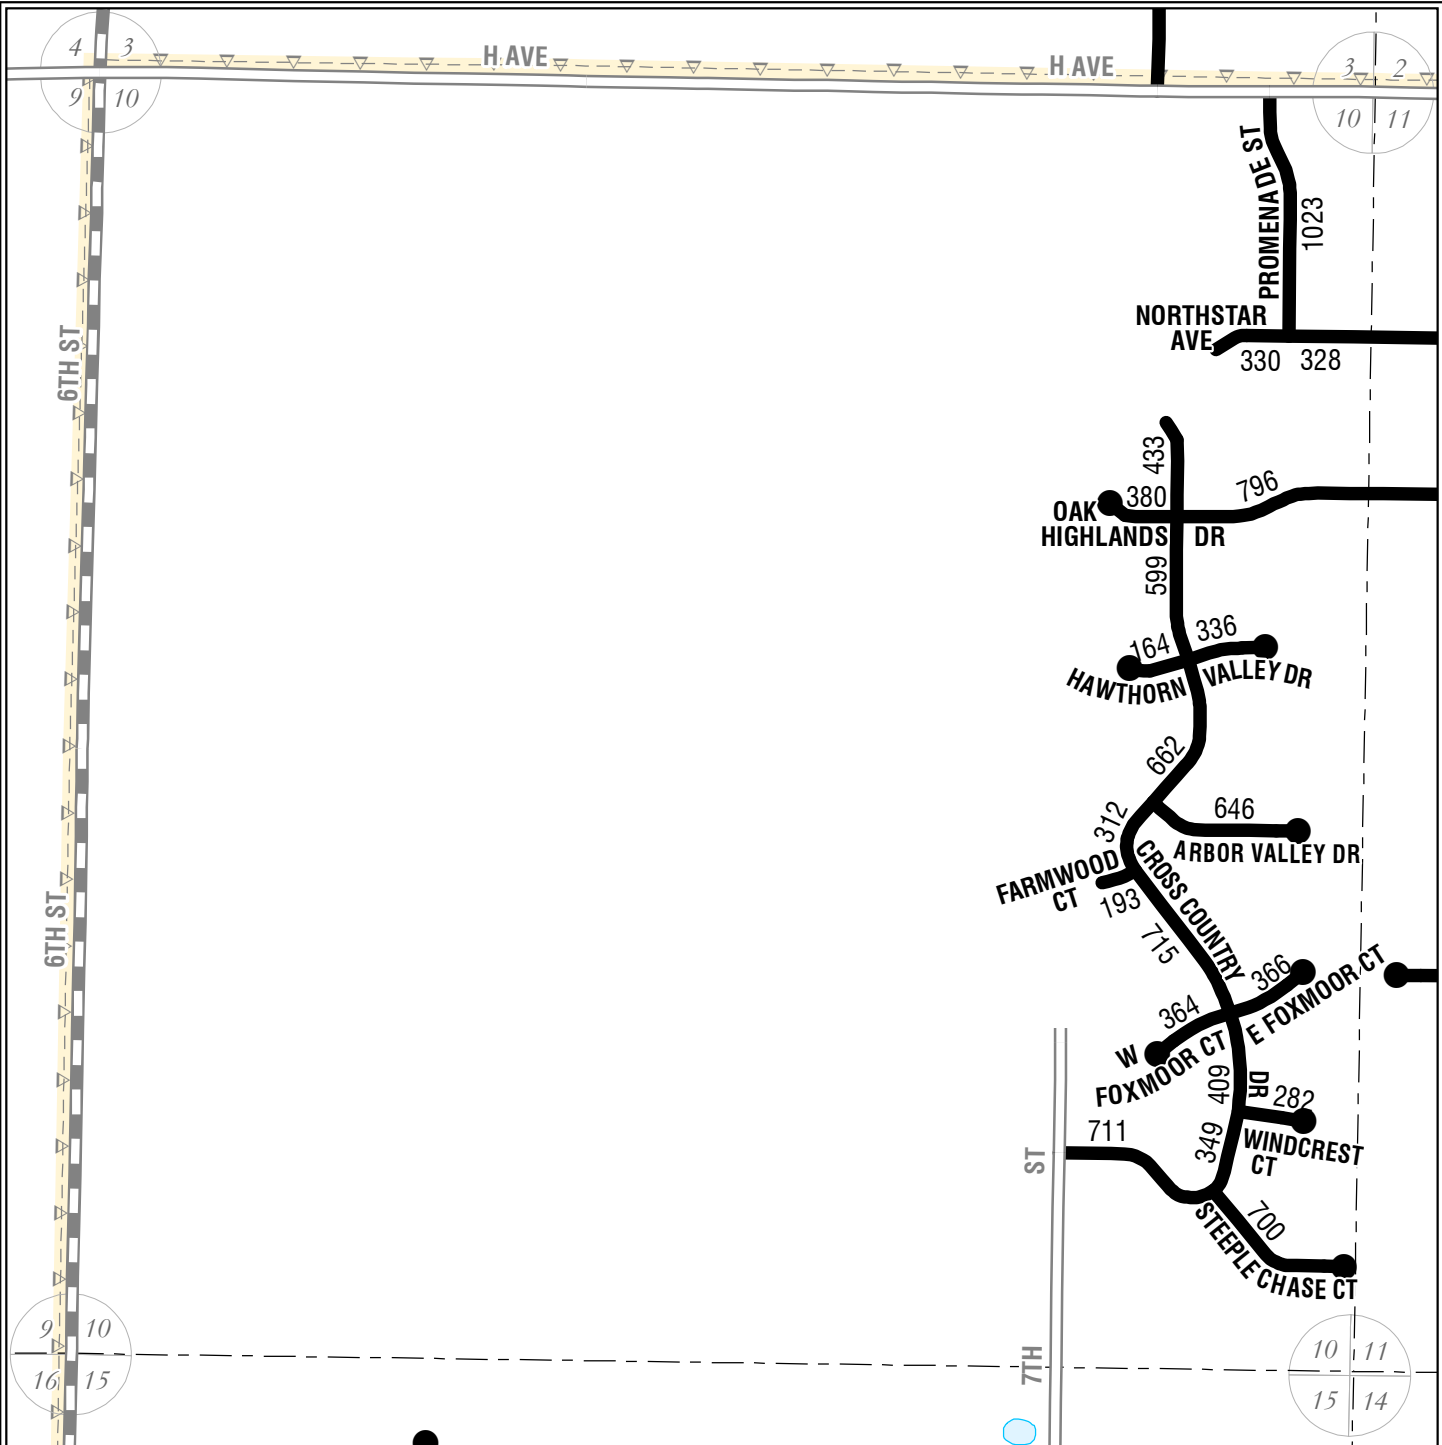 4 3
9 10
H AVE
H AVE
3 2
10 11
PROMENADE ST
1023
NORTHSTAR
AVE
330 328
6TH ST
433
380
796
OAK
HIGHLANDS DR
599
164
336
HAWTHORN VALLEY DR
662
312
646
ARBOR VALLEY DR
FARMWOOD
CT
193
CROSS COUNTRY DR
715
6TH ST
366
E FOXMOOR CT
364
W
FOXMOOR CT
409
282
WINDCREST
CT
349
711
7TH ST
700
STEEPLE CHASE CT
9 10
16 15
10 11
15 14